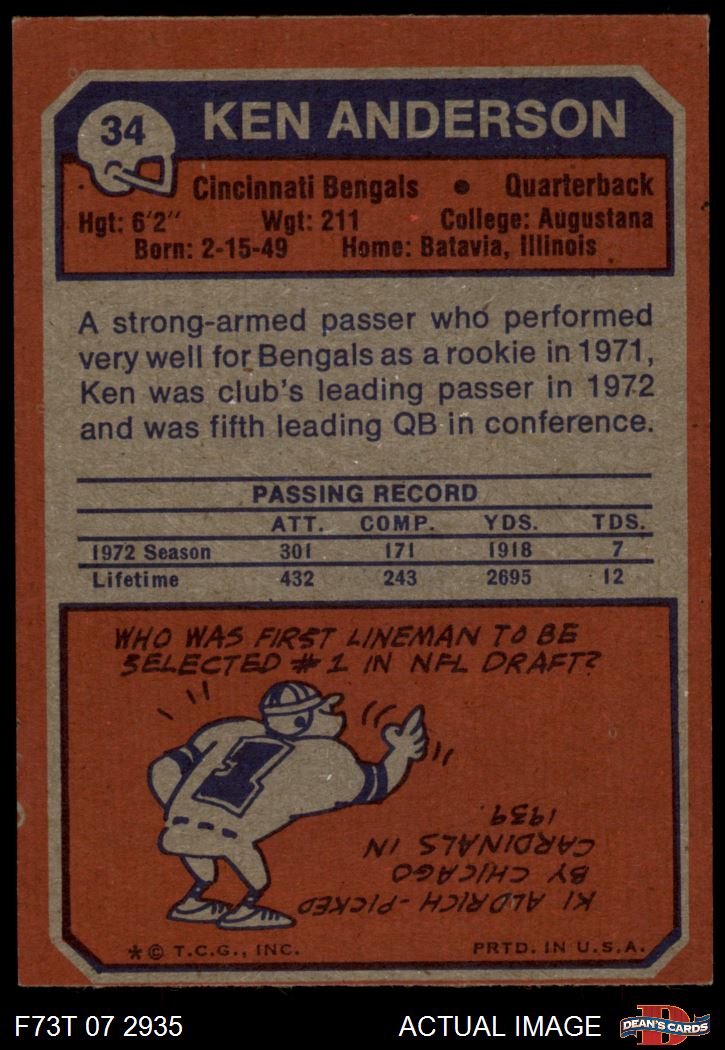 34
KEN ANDERSON
Cincinnati Bengals • Quarterback
Hgt: 6'2" Wgt: 211 College: Augustana
Born: 2-15-49 Home: Batavia, Illinois
A strong-armed passer who performed
very well for Bengals as a rookie in 1971,
Ken was club's leading passer in 1972
and was fifth leading QB in conference.
PASSING RECORD
ATT. COMP. YDS. TDS.
1972 Season 301 171 1918 7
Lifetime 432 243 2695 12
WHO WAS FIRST LINEMAN TO BE
SELECTED #1 IN NFL DRAFT?
1
KI ALDRICH-PICKED
BY CHICAGO
CARDINALS IN
1939.
*© T.C.G., INC. PRTD. IN U.S.A.
F73T 07 2935 ACTUAL IMAGE
D
DEAN'S CARDS